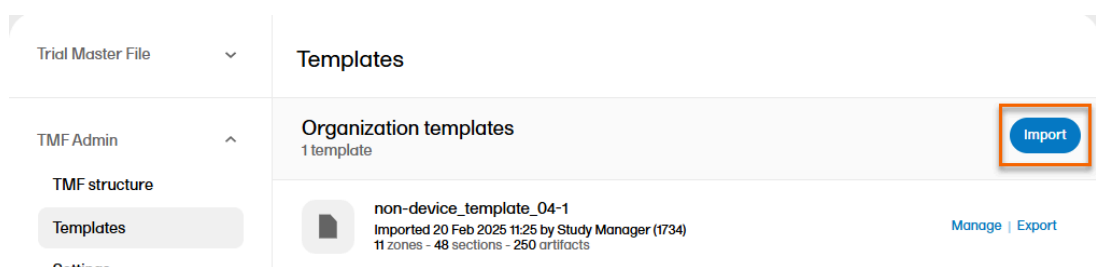 Trial Master File
Templates
TMF Admin
Organization templates
1 template
Import
TMF structure
Templates
non-device_template_04-1
Imported 20 Feb 2025 11:25 by Study Manager (1734)
11 zones - 48 sections - 250 artifacts
Manage | Export